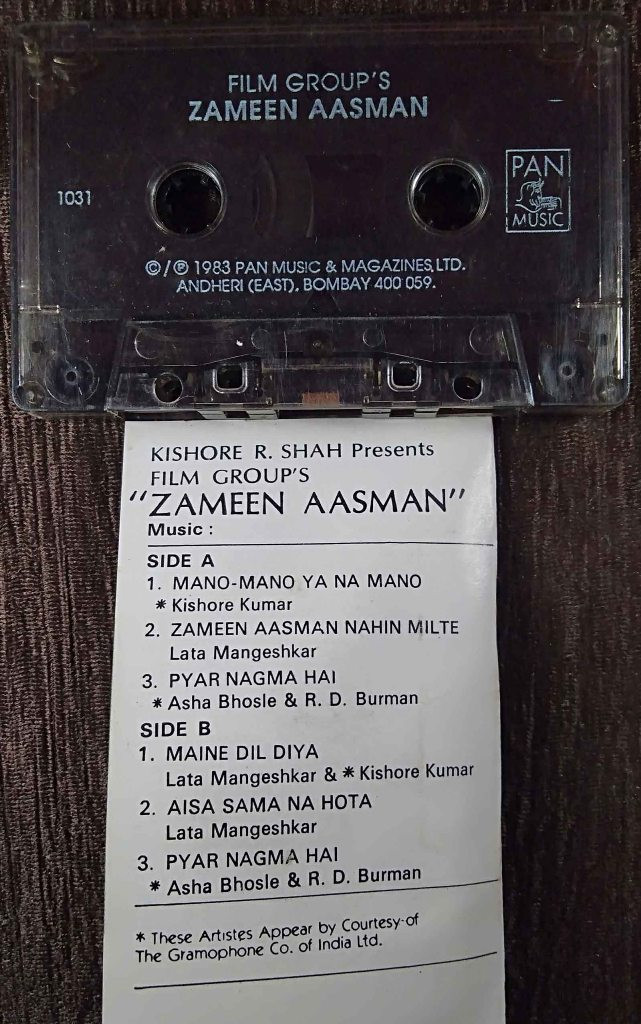 FILM GROUP'S
ZAMEEN AASMAN
1031
PAN
MUSIC
©/℗ 1983 PAN MUSIC & MAGAZINES, LTD.
ANDHERI (EAST), BOMBAY 400 059.
KISHORE R. SHAH Presents
FILM GROUP'S
"ZAMEEN AASMAN"
Music :
SIDE A
1. MANO-MANO YA NA MANO
* Kishore Kumar
2. ZAMEEN AASMAN NAHIN MILTE
Lata Mangeshkar
3. PYAR NAGMA HAI
* Asha Bhosle & R. D. Burman
SIDE B
1. MAINE DIL DIYA
Lata Mangeshkar & * Kishore Kumar
2. AISA SAMA NA HOTA
Lata Mangeshkar
3. PYAR NAGMA HAI
* Asha Bhosle & R. D. Burman
* These Artistes Appear by Courtesy-of
The Gramophone Co. of India Ltd.